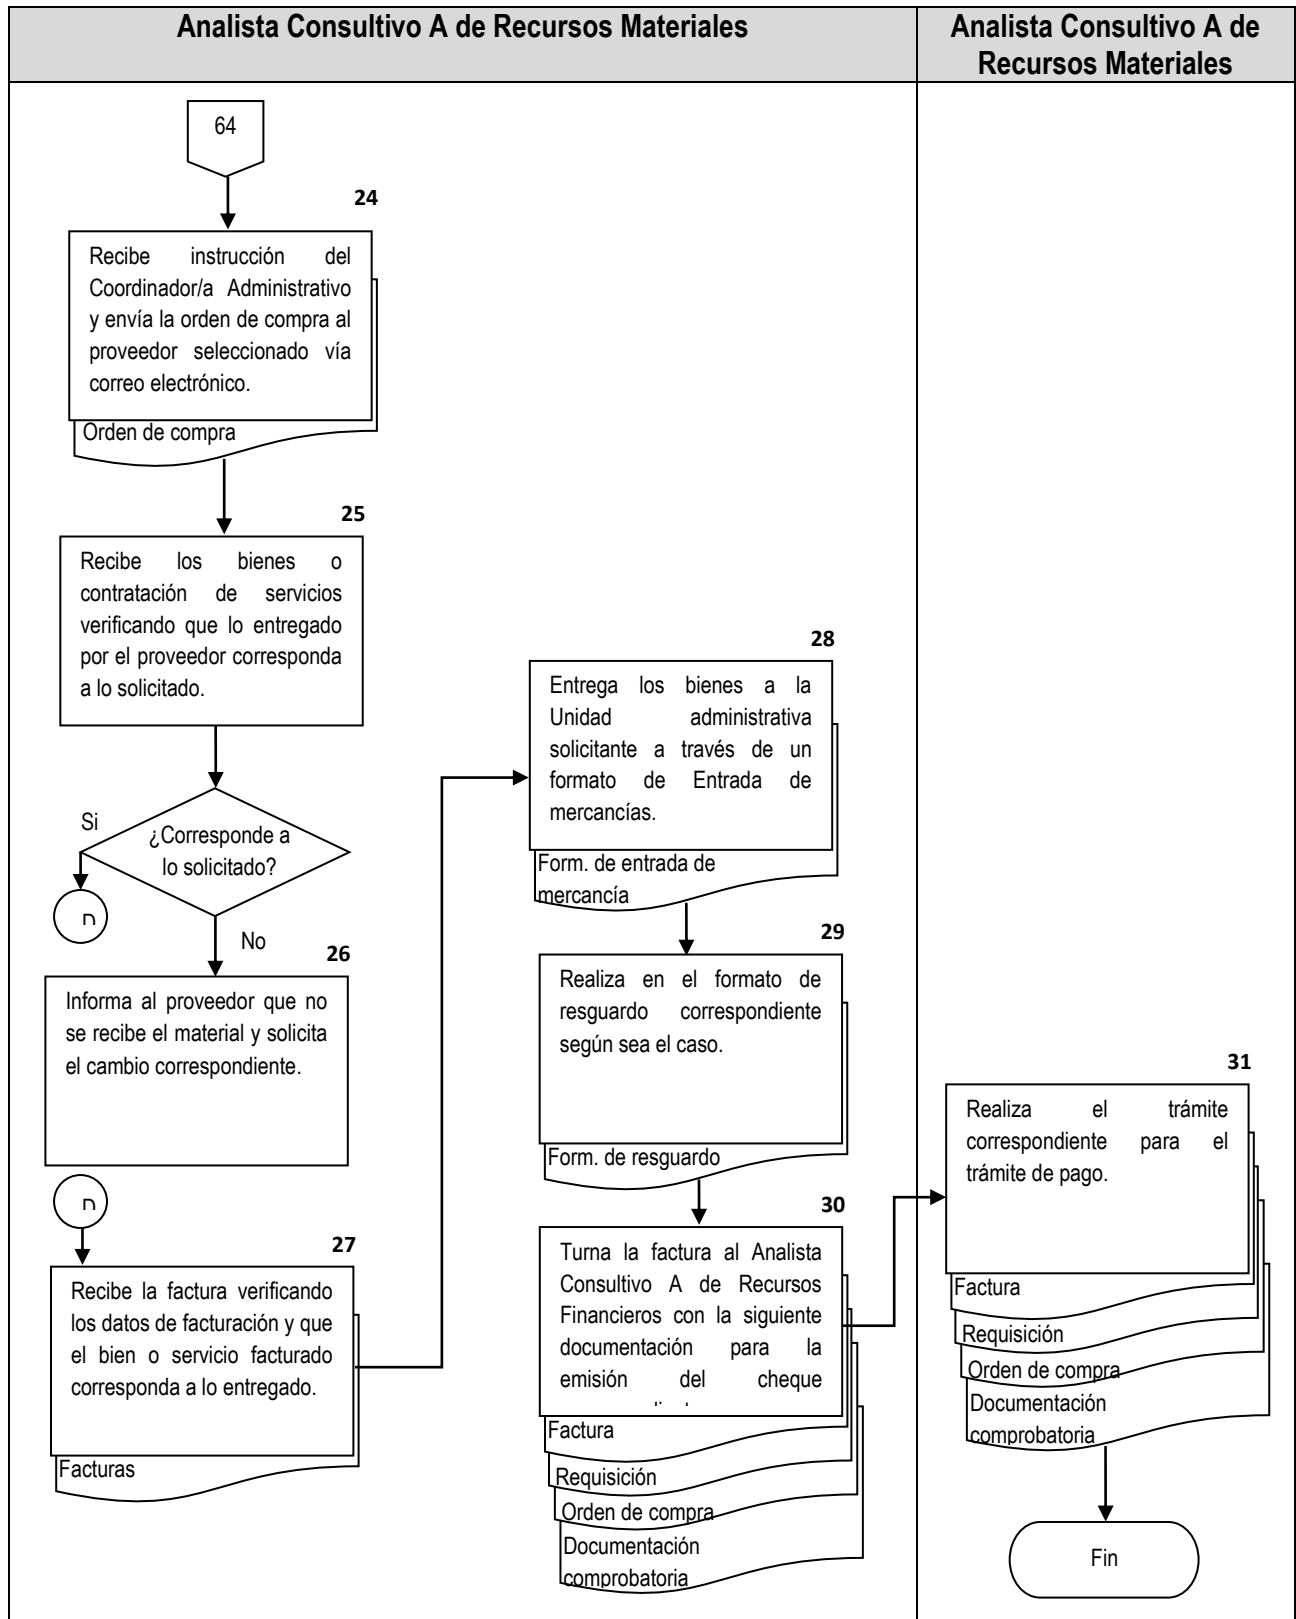 Analista Consultivo A de Recursos Materiales
Analista Consultivo A de
Recursos Materiales
64
24
Recibe instrucción del
Coordinador/a Administrativo
y envía la orden de compra al
proveedor seleccionado vía
correo electrónico.
Orden de compra
25
Recibe los bienes o
contratación de servicios
verificando que lo entregado
por el proveedor corresponda
a lo solicitado.
Si
¿Corresponde a
lo solicitado?
No
26
Informa al proveedor que no
se recibe el material y solicita
el cambio correspondiente.
27
Recibe la factura verificando
los datos de facturación y que
el bien o servicio facturado
corresponda a lo entregado.
Facturas
28
Entrega los bienes a la
Unidad administrativa
solicitante a través de un
formato de Entrada de
mercancías.
Form. de entrada de
mercancía
29
Realiza en el formato de
resguardo correspondiente
según sea el caso.
Form. de resguardo
30
Turna la factura al Analista
Consultivo A de Recursos
Financieros con la siguiente
documentación para la
emisión del cheque
Factura
Requisición
Orden de compra
Documentación
comprobatoria
31
Realiza el trámite
correspondiente para el
trámite de pago.
Factura
Requisición
Orden de compra
Documentación
comprobatoria
Fin